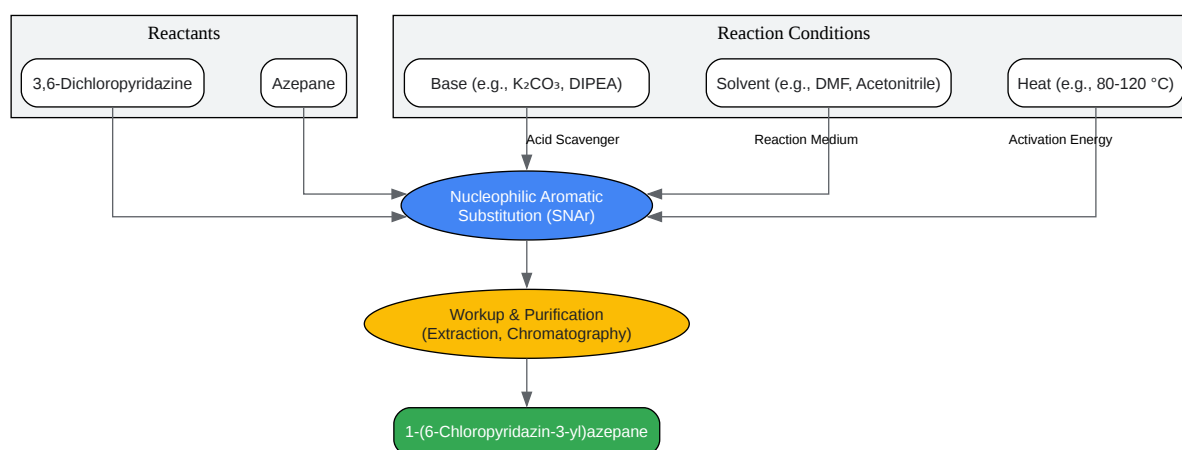 Reactants
Reaction Conditions
3,6-Dichloropyridazine
Azepane
Base (e.g., K₂CO₃, DIPEA)
Solvent (e.g., DMF, Acetonitrile)
Heat (e.g., 80-120 °C)
Acid Scavenger
Reaction Medium
Activation Energy
Nucleophilic Aromatic
Substitution (SNAr)
Workup & Purification
(Extraction, Chromatography)
1-(6-Chloropyridazin-3-yl)azepane